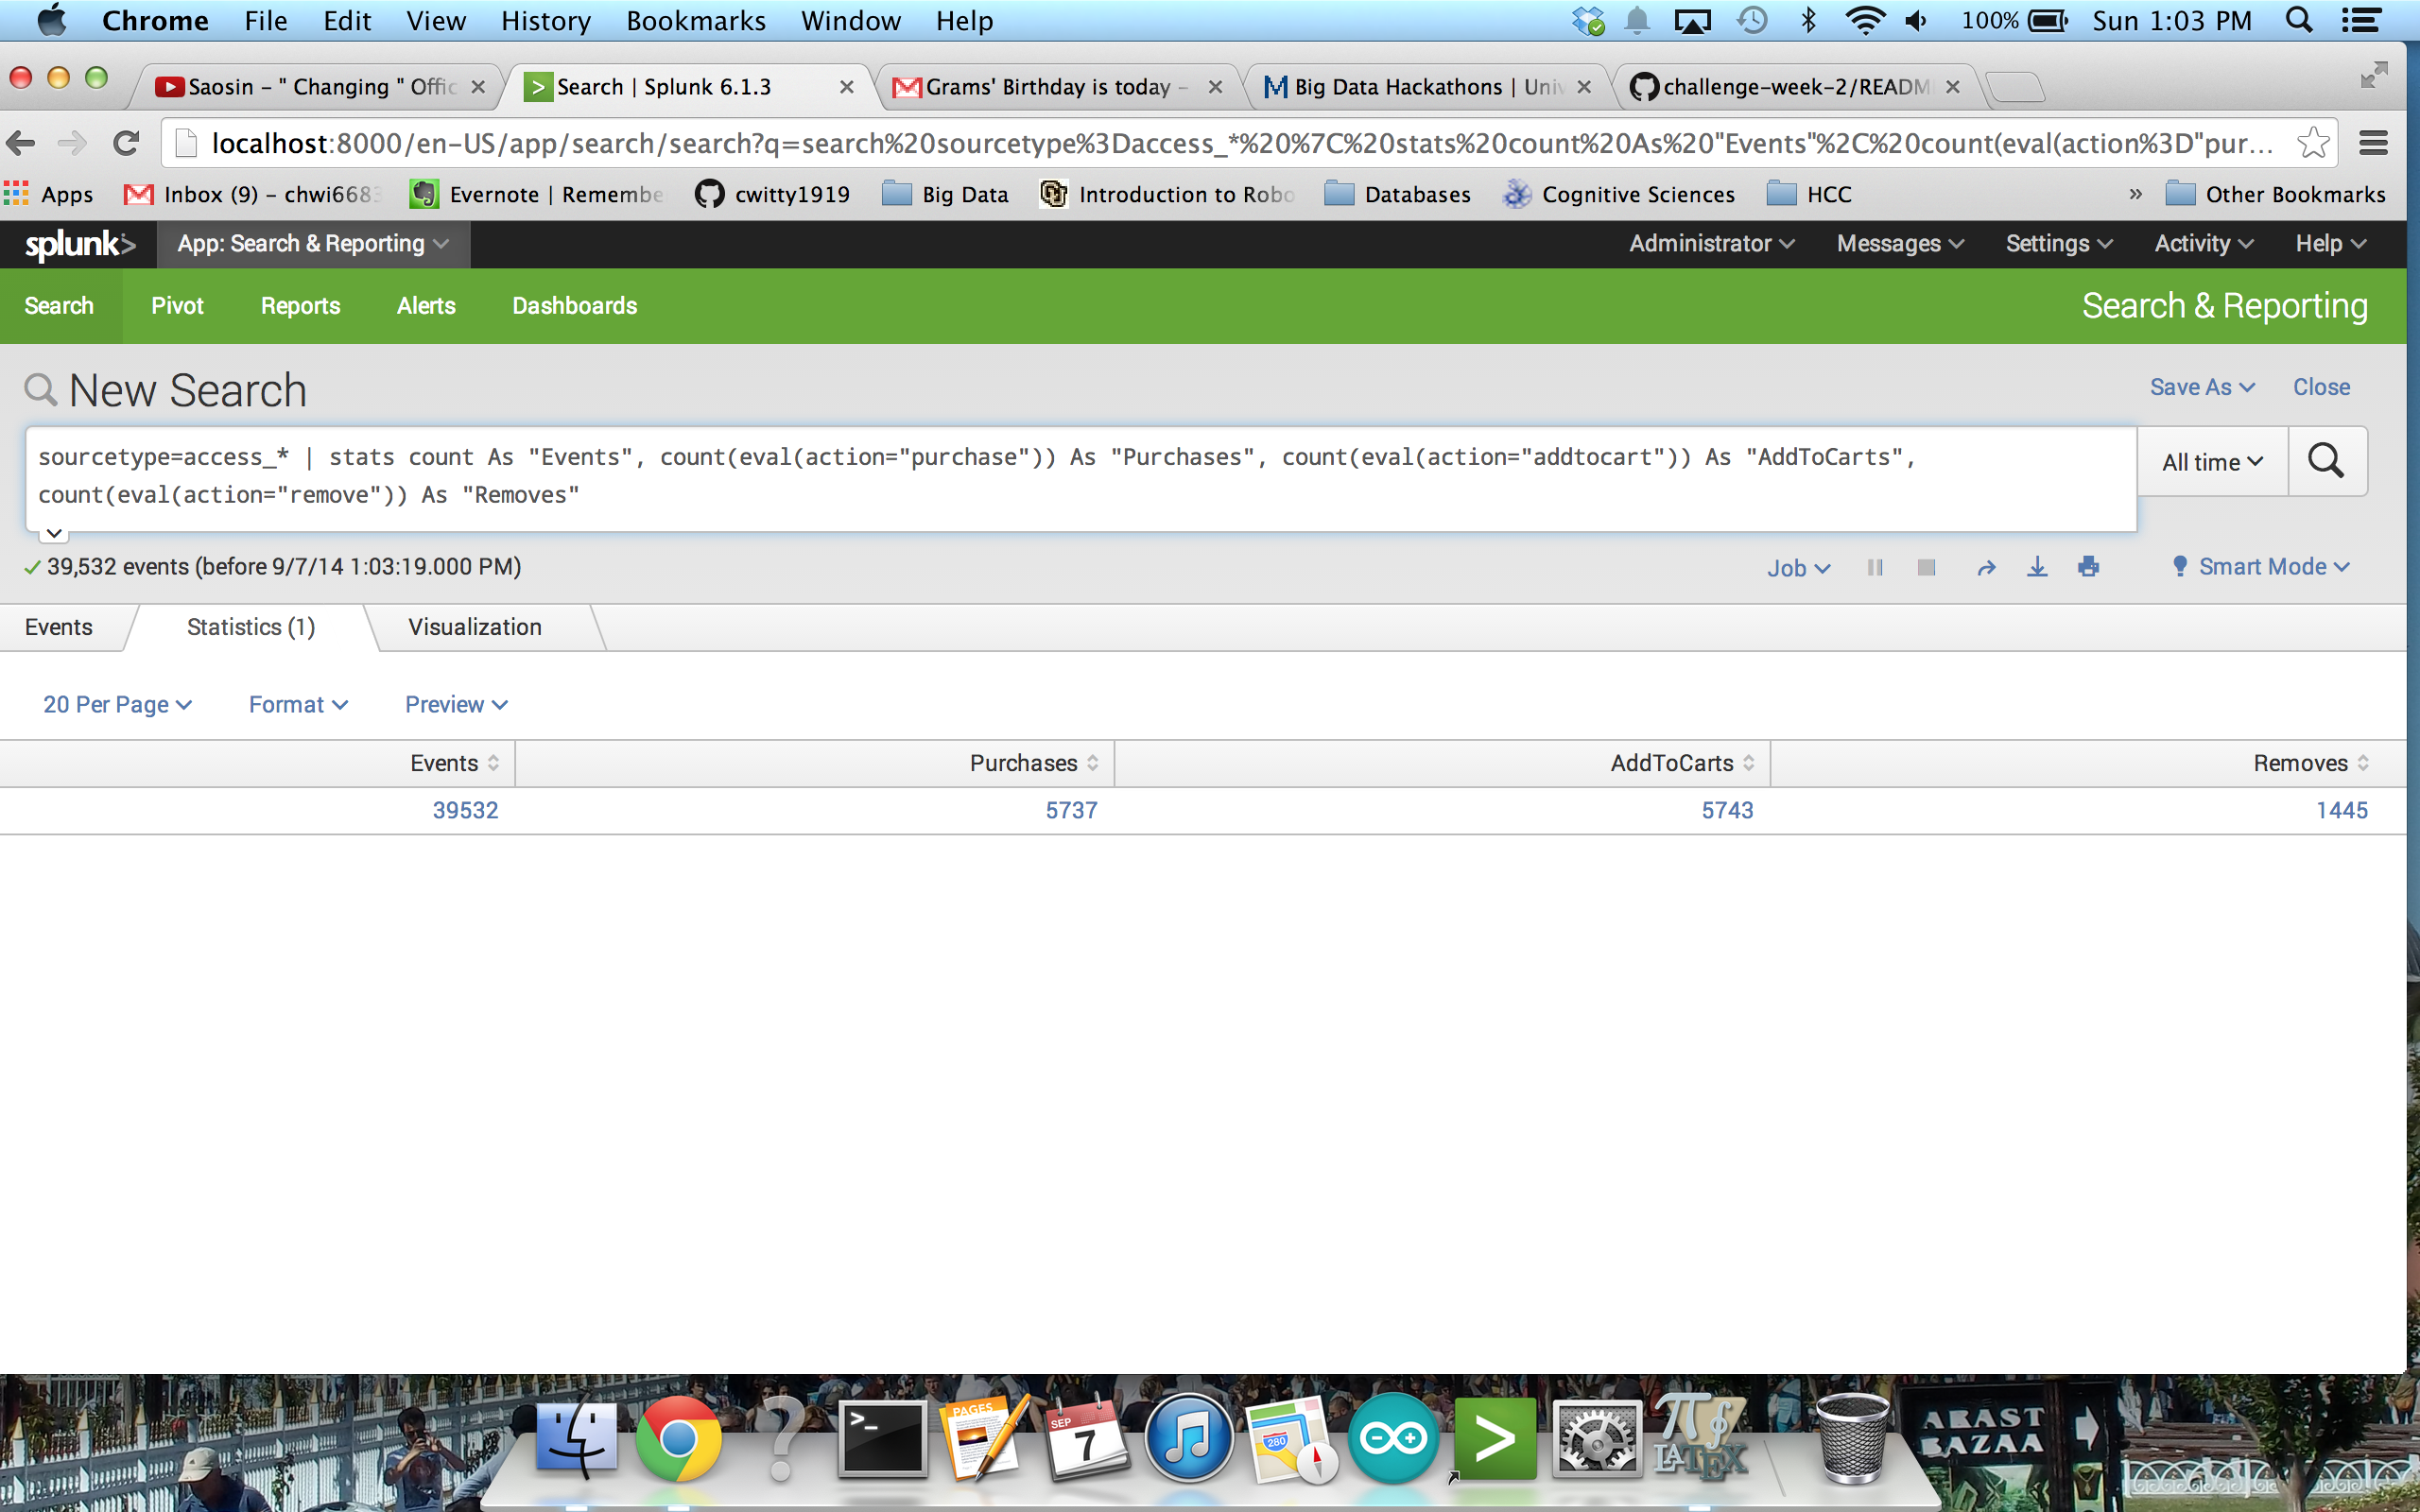 Chrome File Edit View History Bookmarks Window Help 100% Sun 1:03 PM
Saosin - " Changing " Offic Search | Splunk 6.1.3 Grams' Birthday is today - Big Data Hackathons | Univ challenge-week-2/READM
localhost:8000/en-US/app/search/search?q=search%20sourcetype%3Daccess_*%20%7C%20stats%20count%20As%20"Events"%2C%20count(eval(action%3D"pur...
Apps Inbox (9) - chwi6683 Evernote | Remembe cwitty1919 Big Data Introduction to Robo Databases Cognitive Sciences HCC » Other Bookmarks
splunk> App: Search & Reporting Administrator Messages Settings Activity Help
Search Pivot Reports Alerts Dashboards Search & Reporting
New Search Save As Close
sourcetype=access_* | stats count As "Events", count(eval(action="purchase")) As "Purchases", count(eval(action="addtocart")) As "AddToCarts",
count(eval(action="remove")) As "Removes"
All time
39,532 events (before 9/7/14 1:03:19.000 PM) Job Smart Mode
Events Statistics (1) Visualization
20 Per Page Format Preview
Events Purchases AddToCarts Removes
39532 5737 5743 1445
>_ PAGES SEP 7 280 > LATEX
ARAST
BAZAA